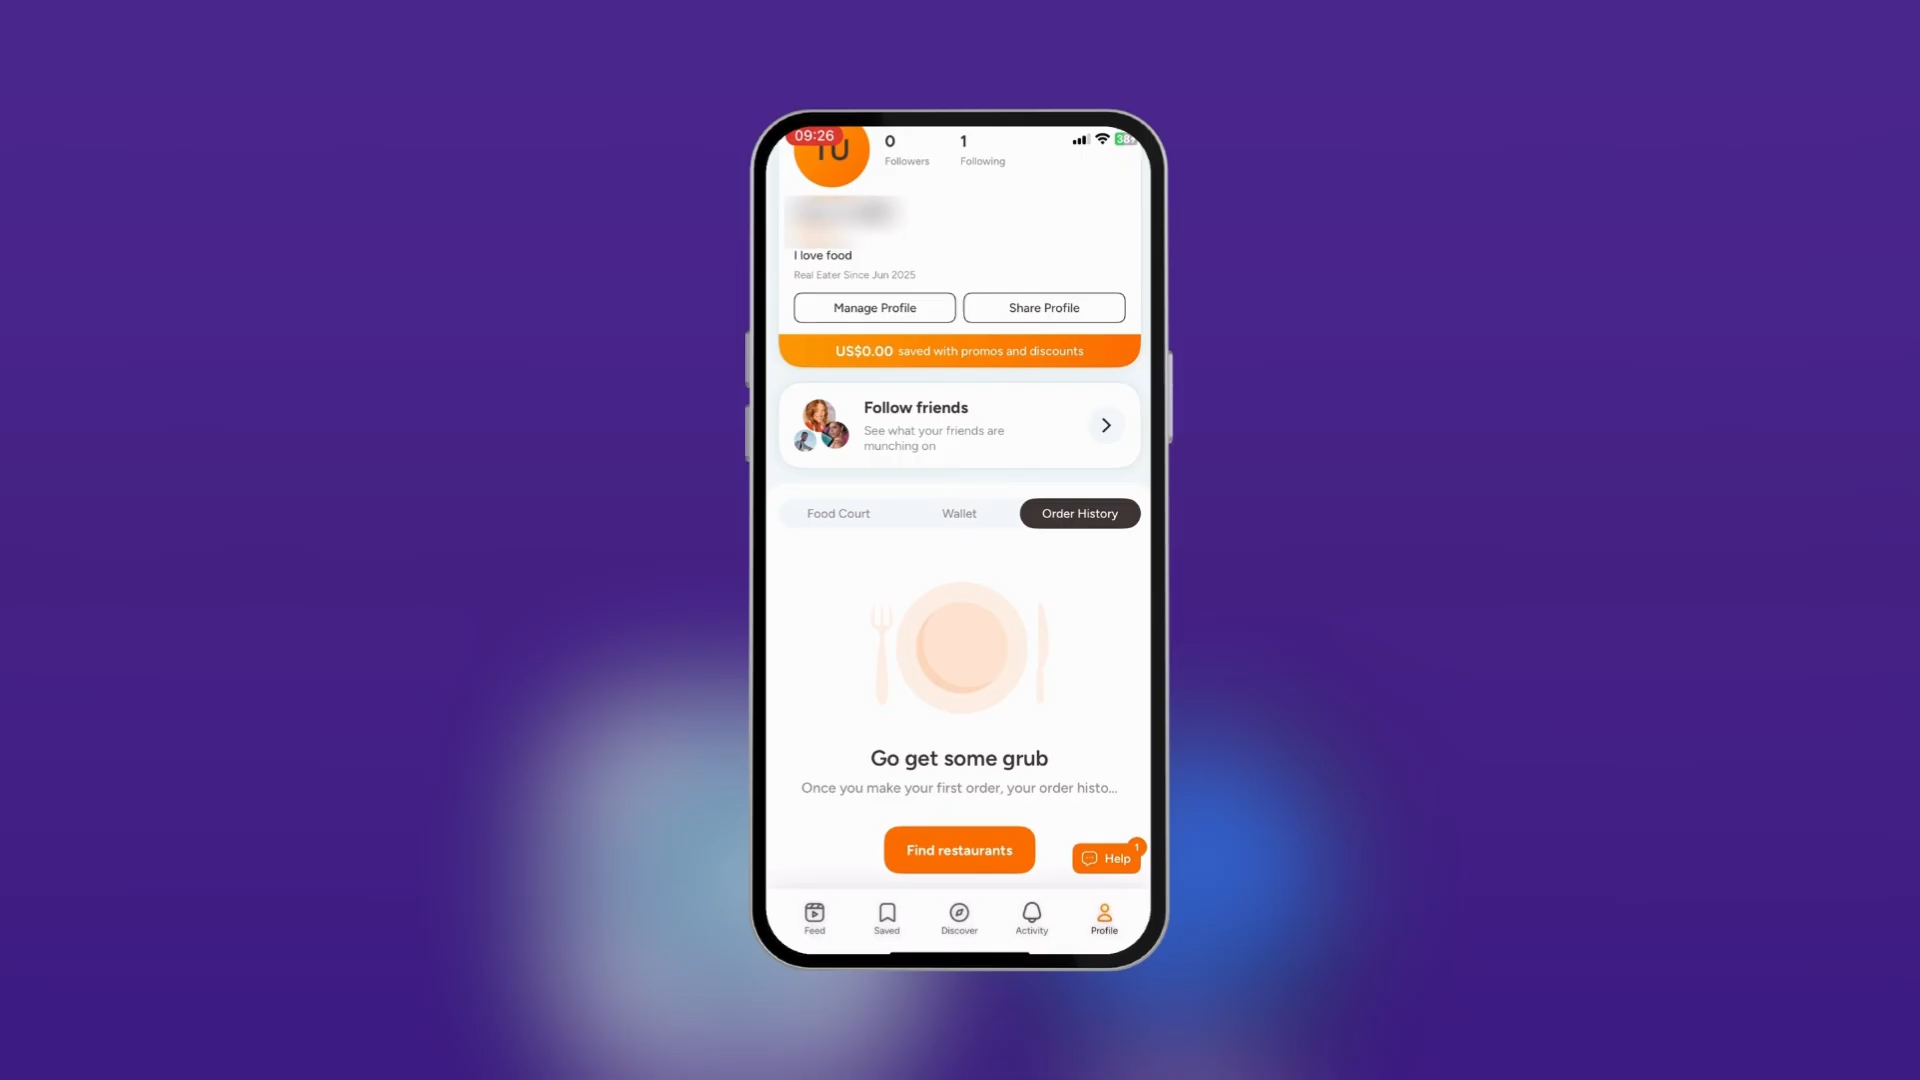 09:26
TU
0
1
Followers
Following
I love food
Real Eater Since Jun 2025
Manage Profile
Share Profile
US$0.00 saved with promos and discounts
Follow friends
See what your friends are
munching on
Food Court
Wallet
Order History
Go get some grub
Once you make your first order, your order histo...
Find restaurants
Help
1
Feed
Saved
Discover
Activity
Profile